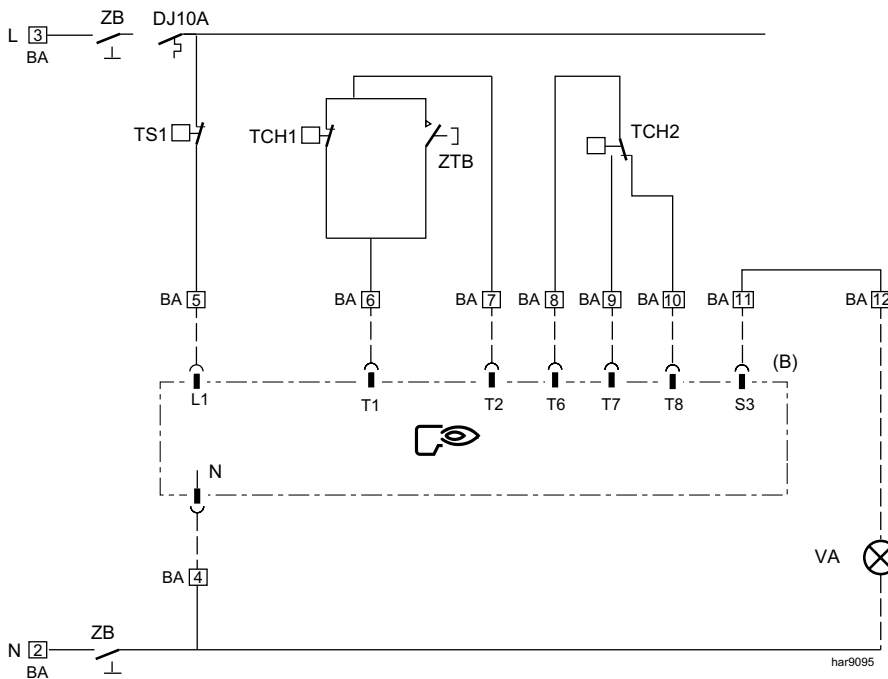 ZB DJ10A
L 3
BA
TS1 TCH1 ZTB TCH2
BA 5 BA 6 BA 7 BA 8 BA 9 BA 10 BA 11 BA 12
(B)
L1 T1 T2 T6 T7 T8 S3
N
VA
BA 4
ZB
N 2
BA
har9095